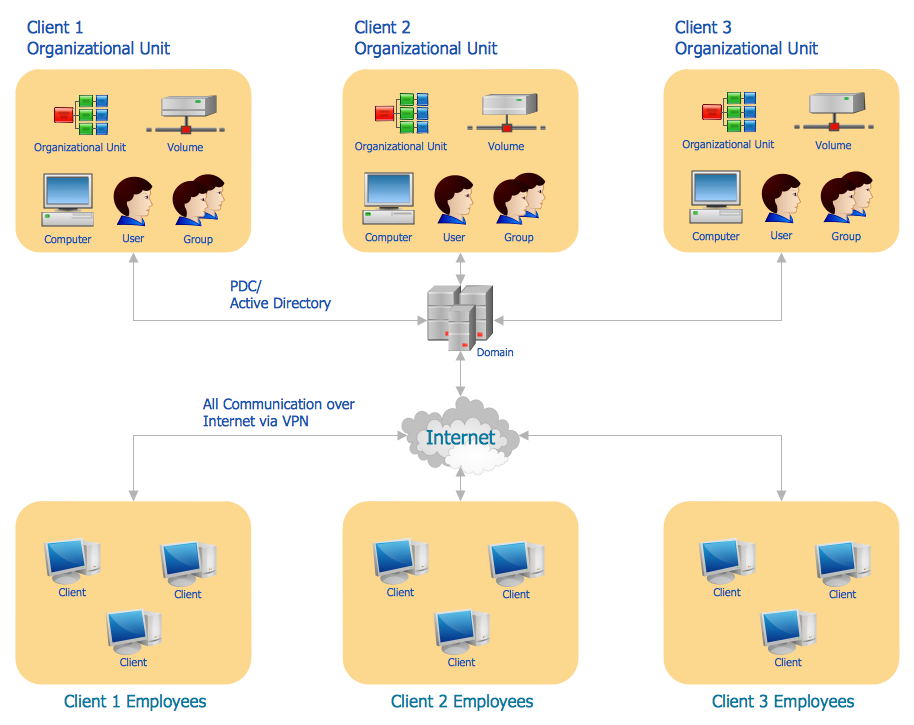 Client 1
Organizational Unit
Client 2
Organizational Unit
Client 3
Organizational Unit
Organizational Unit
Volume
Computer
User
Group
Organizational Unit
Volume
Computer
User
Group
Organizational Unit
Volume
Computer
User
Group
PDC/
Active Directory
Domain
All Communication over
Internet via VPN
Internet
Client
Client
Client
Client
Client
Client
Client
Client
Client
Client 1 Employees
Client 2 Employees
Client 3 Employees